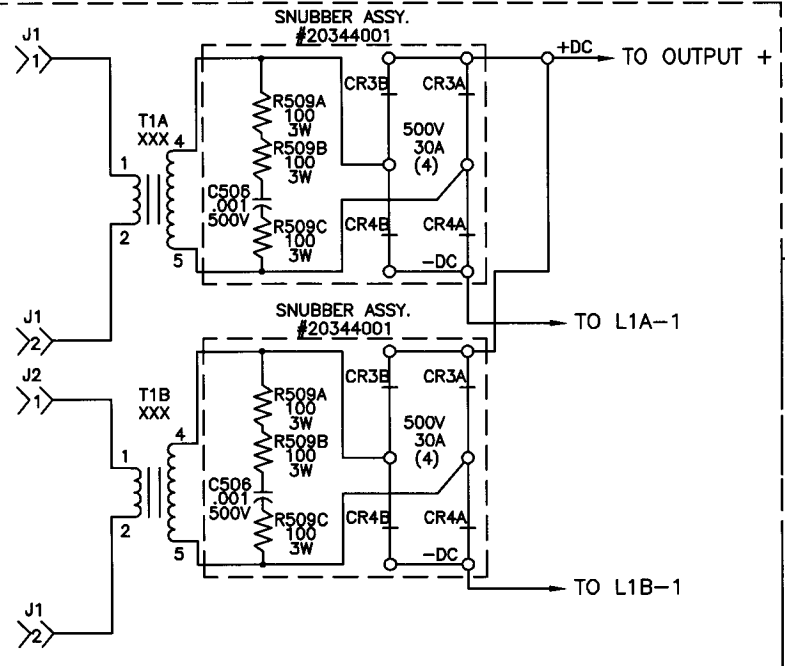 SNUBBER ASSY.
#20344001
J1
1
T1A
XXX
1
2
4
5
R509A
100
3W
R509B
100
3W
C506
.001
500V
R509C
100
3W
CR3B
CR3A
500V
30A
(4)
CR4B
CR4A
-DC
+DC
TO OUTPUT +
J1
2
TO L1A-1
SNUBBER ASSY.
#20344001
J2
1
T1B
XXX
1
2
4
5
R509A
100
3W
R509B
100
3W
C506
.001
500V
R509C
100
3W
CR3B
CR3A
500V
30A
(4)
CR4B
CR4A
-DC
TO L1B-1
J1
2